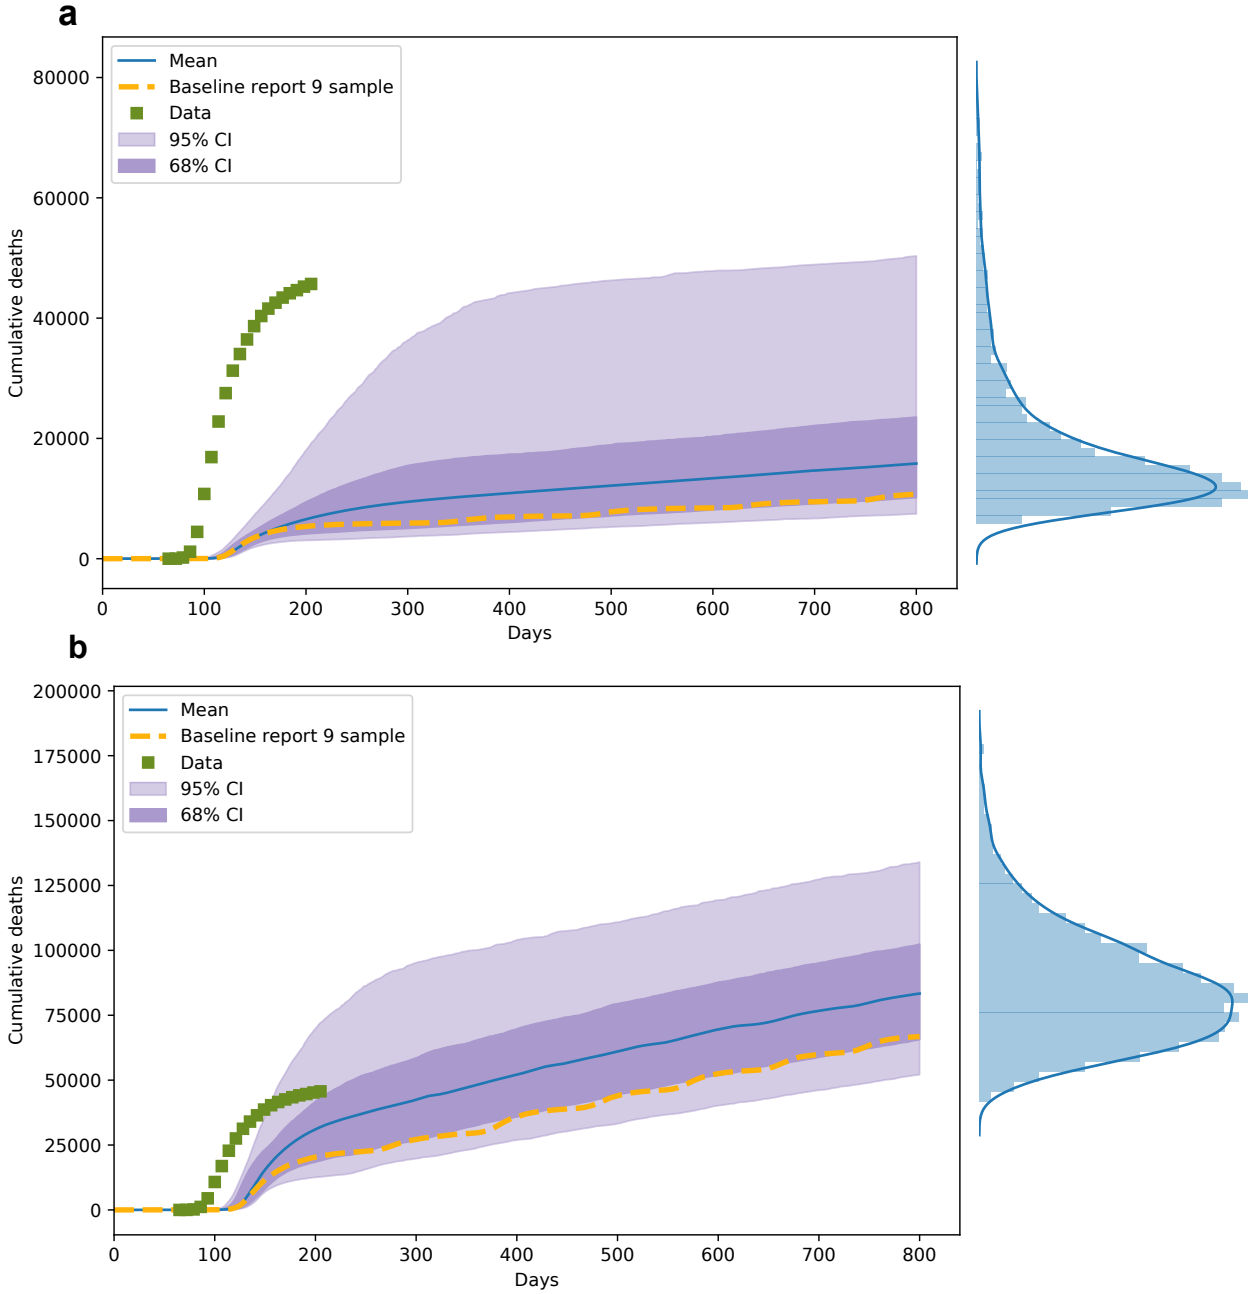 a
80000
60000
40000
20000
0
Cumulative deaths
Mean
Baseline report 9 sample
Data
95% CI
68% CI
0 100 200 300 400 500 600 700 800
Days
b
200000
175000
150000
125000
100000
75000
50000
25000
0
Cumulative deaths
Mean
Baseline report 9 sample
Data
95% CI
68% CI
0 100 200 300 400 500 600 700 800
Days